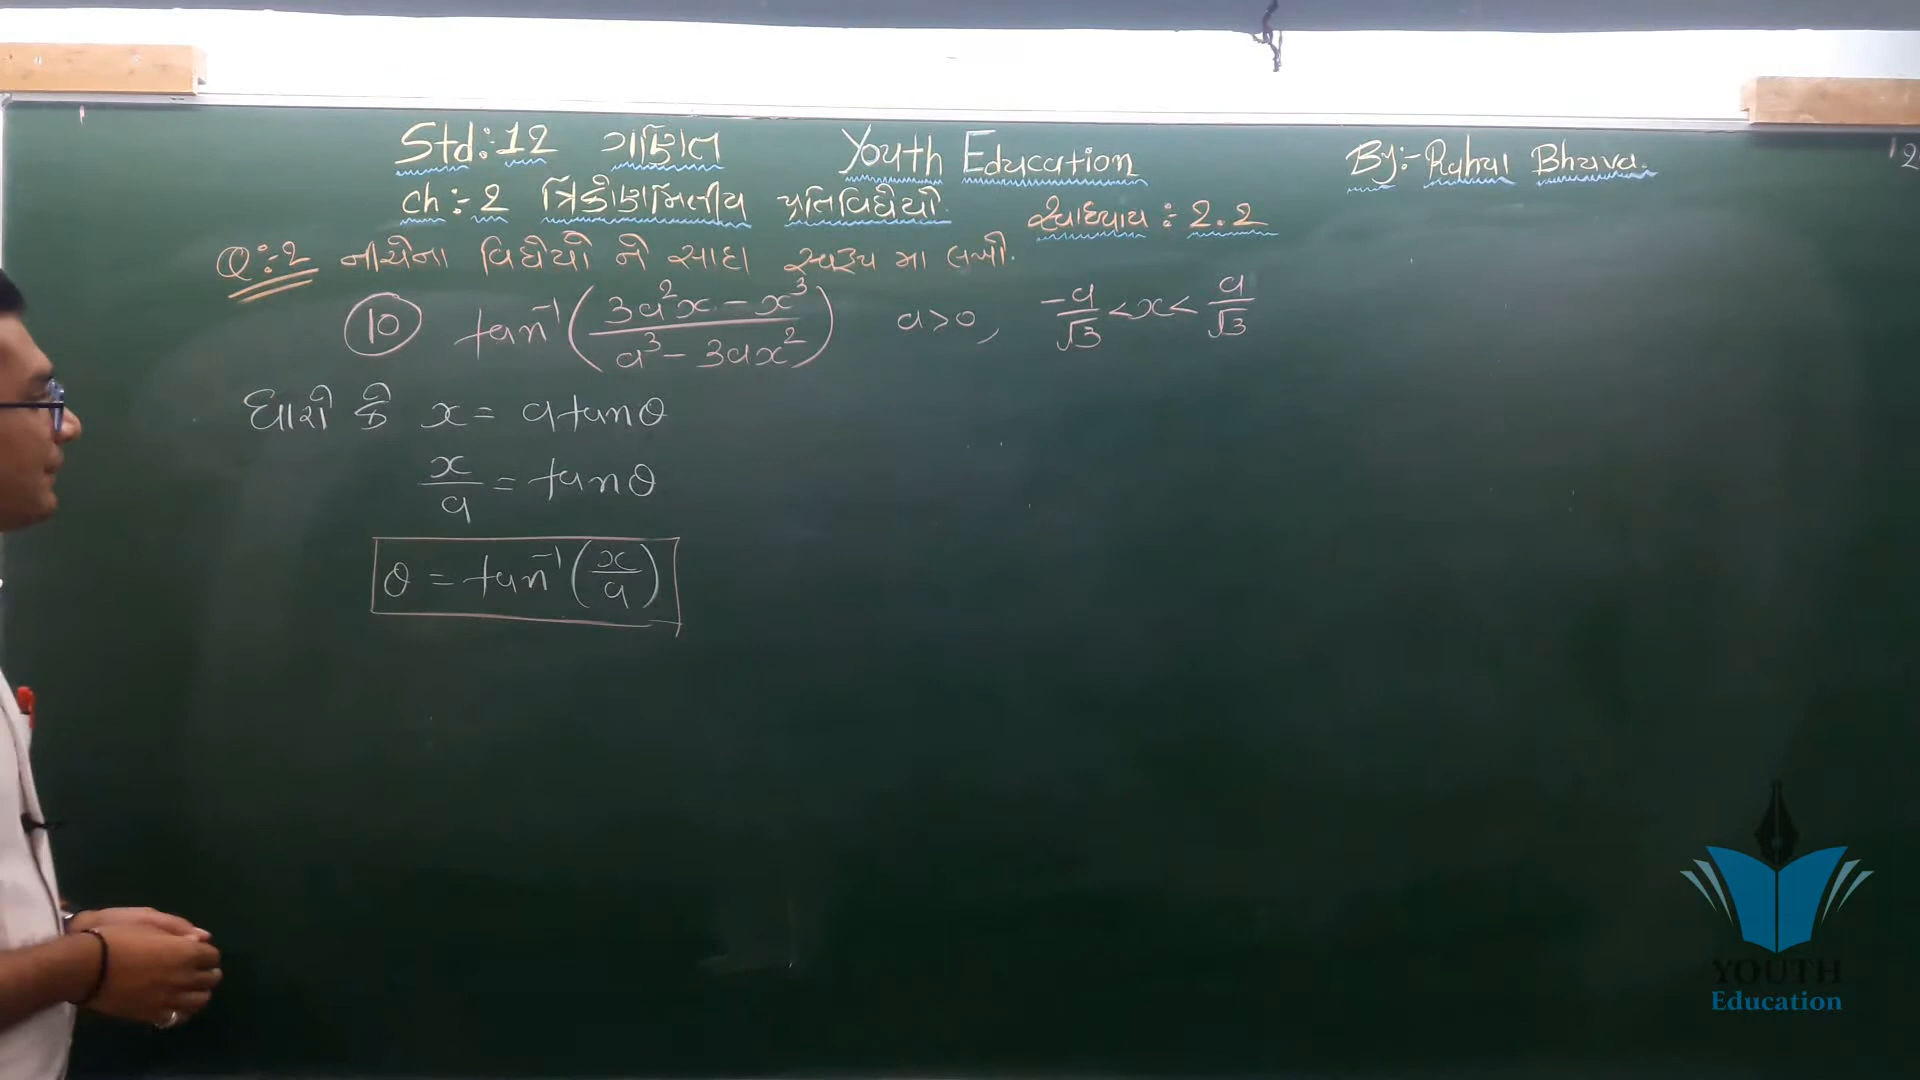 Std:-12 ગણિત Youth Education By:- Rahul Bhuva.
ch:-2 ત્રિકોણમિતીય પ્રતિવિધેયો સ્વાધ્યાય : 2.2
Q:-2 નીચેના વિધેયો ને સાદા સ્વરૂપ મા લખો.
10 tan⁻¹((3a²x - x³)/(a³ - 3ax²)) a>0, -a/√3 < x < a/√3
ધારો કે x = a tanθ
x/a = tanθ
θ = tan⁻¹(x/a)
YOUTH
Education